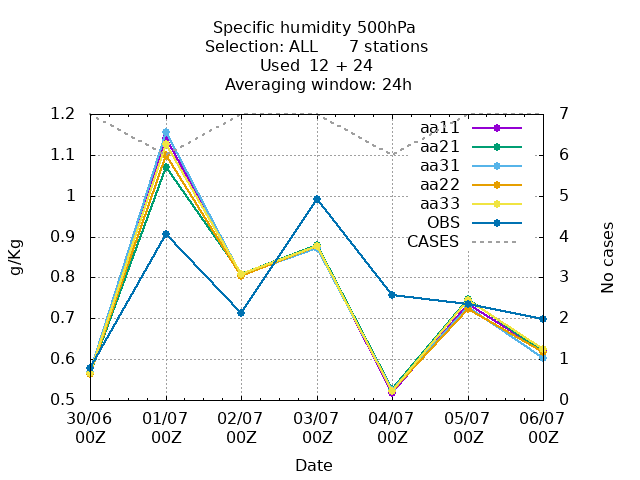 Specific humidity 500hPa
Selection: ALL 7 stations
Used 12 + 24
Averaging window: 24h
1.2
1.1
1
0.9
0.8
0.7
0.6
0.5
g/Kg
7
6
5
4
3
2
1
0
No cases
aa11
aa21
aa31
aa22
aa33
OBS
CASES
30/06 01/07 02/07 03/07 04/07 05/07 06/07
00Z 00Z 00Z 00Z 00Z 00Z 00Z
Date